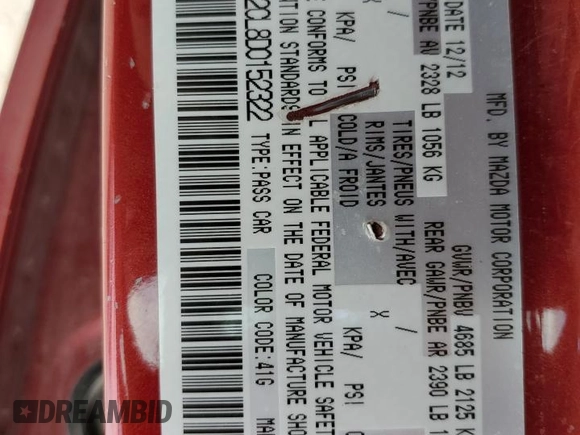 MFD. BY MAZDA MOTOR CORPORATION
DATE 12/12 GVWR/PNBV 4685 LB 2125 K
/PNBE AV 2328 LB 1056 KG REAR GAWR/PNBE AR 2390 LB 1
TIRES/PNEUS WITH/AVEC /
RIMS/JANTES X
KPA/ PSI COLD/A FROID KPA/ PSI
CONFORMS TO APPLICABLE FEDERAL MOTOR VEHICLE SAFET
STANDARDS IN EFFECT ON THE DATE OF MANUFACTURE SHO
2CL8D0152322 TYPE:PASS CAR COLOR CODE:41G
DREAMBID